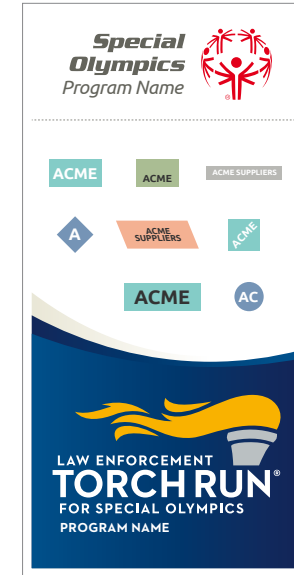 Special
Olympics
Program Name
®
ACME
ACME
ACME SUPPLIERS
A
ACME
SUPPLIERS
ACME
ACME
AC
LAW ENFORCEMENT
TORCH RUN®
FOR SPECIAL OLYMPICS
PROGRAM NAME